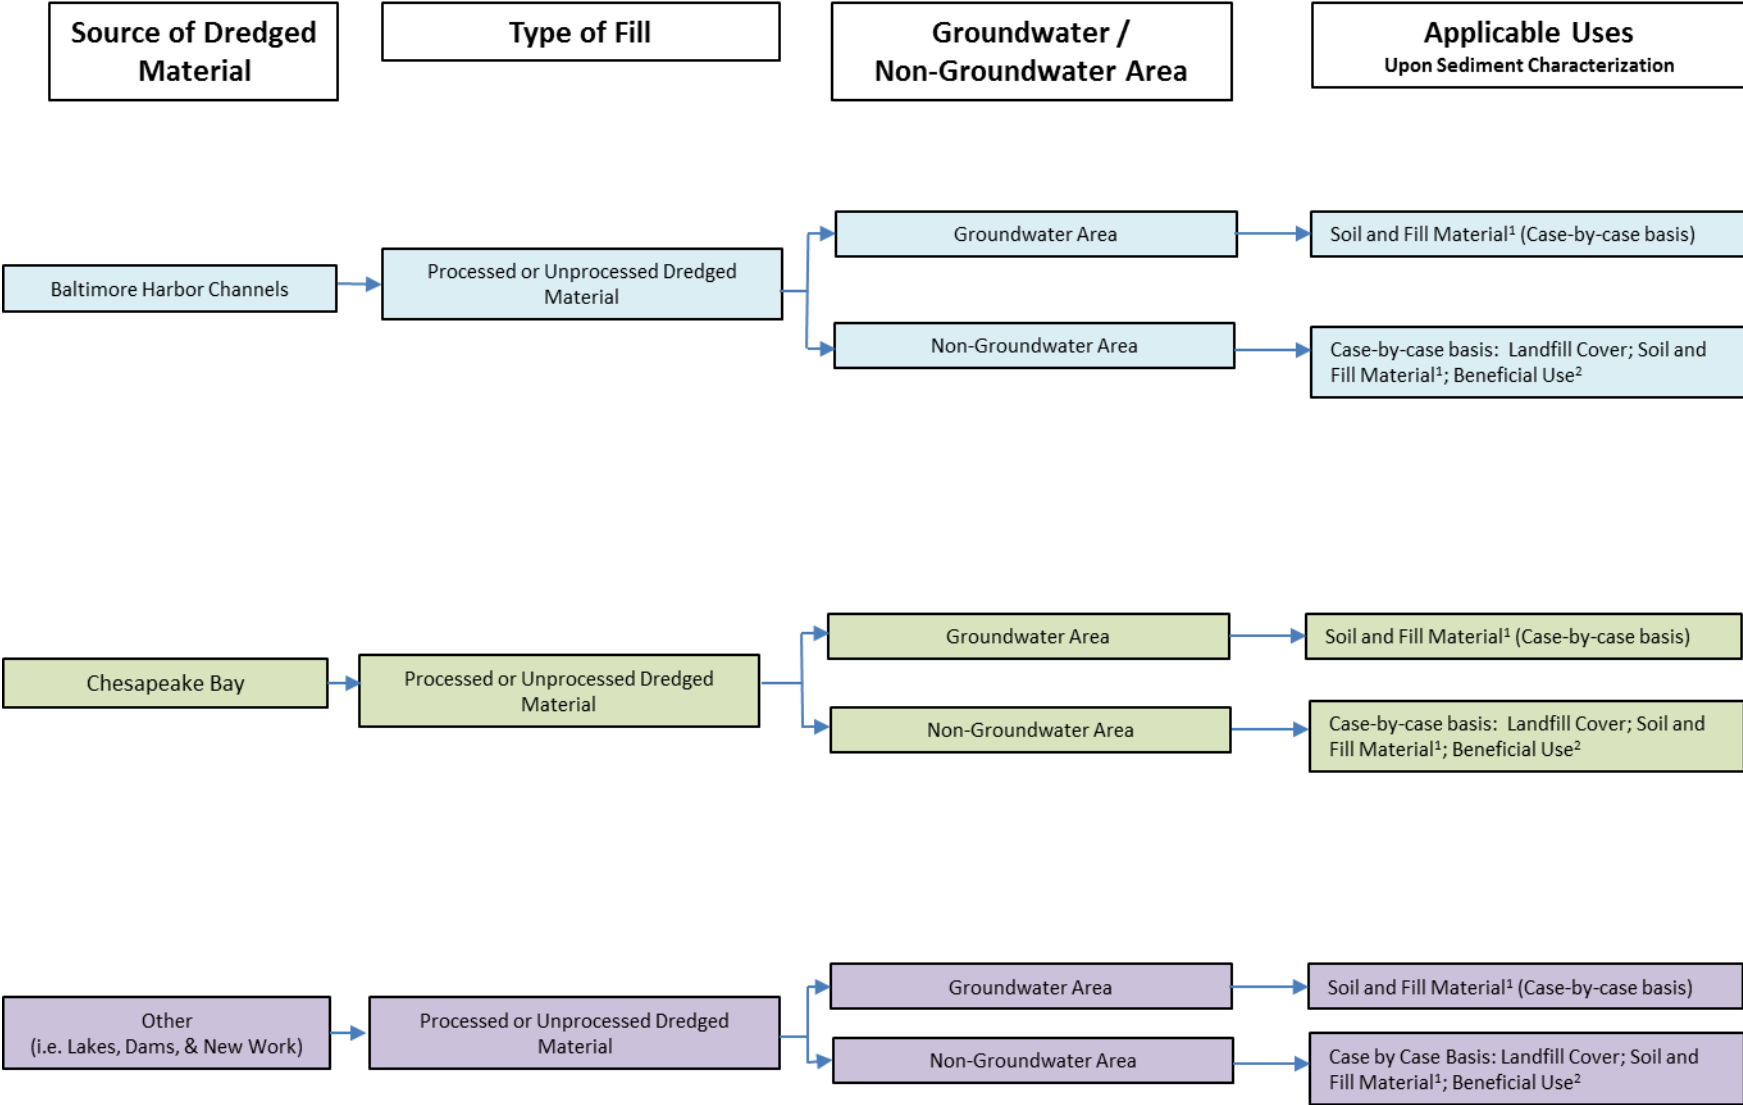 Source of Dredged
Material
Type of Fill
Groundwater /
Non-Groundwater Area
Applicable Uses
Upon Sediment Characterization
Baltimore Harbor Channels
Processed or Unprocessed Dredged
Material
Groundwater Area
Soil and Fill Material¹ (Case-by-case basis)
Non-Groundwater Area
Case-by-case basis: Landfill Cover; Soil and
Fill Material¹; Beneficial Use²
Chesapeake Bay
Processed or Unprocessed Dredged
Material
Groundwater Area
Soil and Fill Material¹ (Case-by-case basis)
Non-Groundwater Area
Case-by-case basis: Landfill Cover; Soil and
Fill Material¹; Beneficial Use²
Other
(i.e. Lakes, Dams, & New Work)
Processed or Unprocessed Dredged
Material
Groundwater Area
Soil and Fill Material¹ (Case-by-case basis)
Non-Groundwater Area
Case by Case Basis: Landfill Cover; Soil and
Fill Material¹; Beneficial Use²